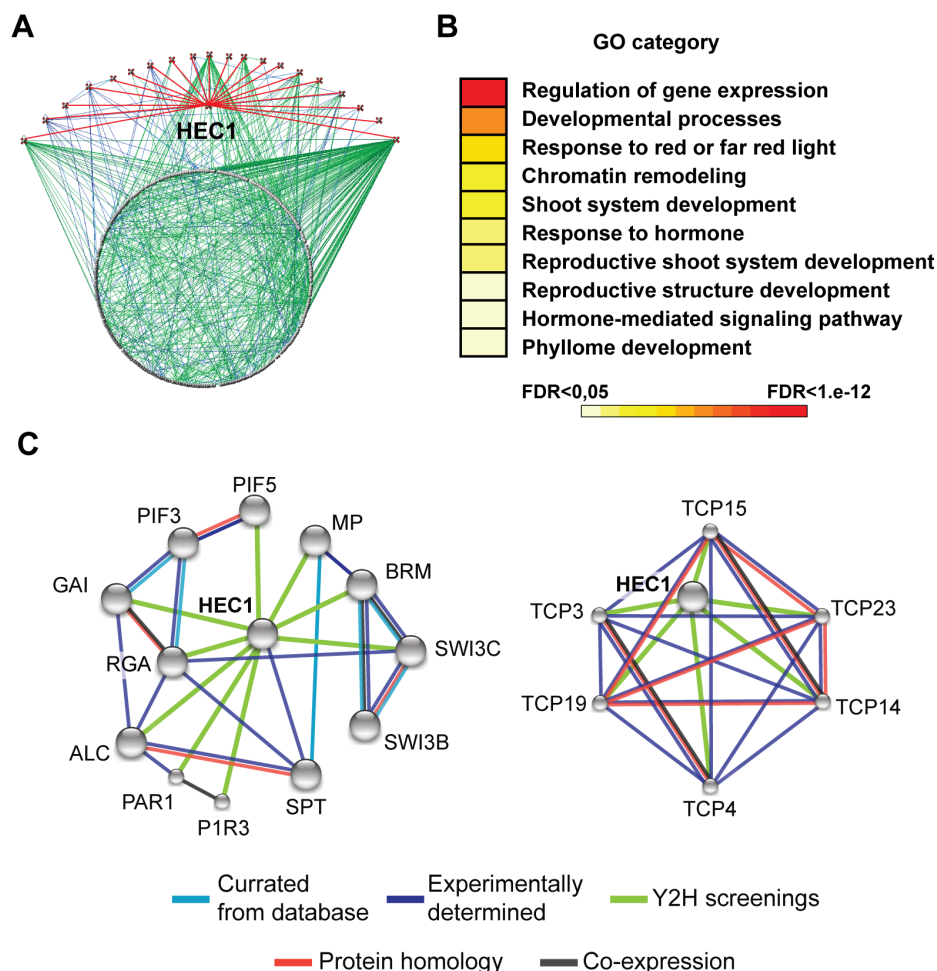 A
HEC1
B
GO category
Regulation of gene expression
Developmental processes
Response to red or far red light
Chromatin remodeling
Shoot system development
Response to hormone
Reproductive shoot system development
Reproductive structure development
Hormone-mediated signaling pathway
Phyllome development
FDR<0,05
FDR<1.e-12
C
PIF5
PIF3
MP
GAI
BRM
HEC1
RGA
SWI3C
ALC
SWI3B
PAR1
SPT
P1R3
TCP15
HEC1
TCP3
TCP23
TCP19
TCP14
TCP4
Currated
from database
Experimentally
determined
Y2H screenings
Protein homology
Co-expression